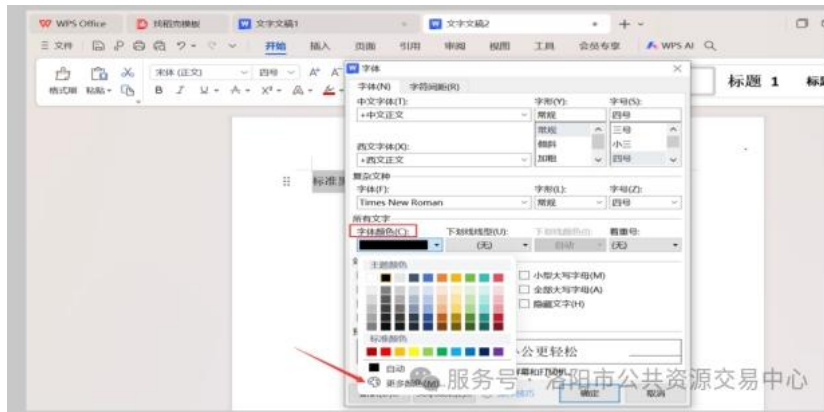 WPS Office 找稻壳模板 文字文稿1 文字文稿2
文件 开始 插入 页面 引用 审阅 视图 工具 会员专享 WPS AI
格式刷 粘贴 宋体 (正文) 四号 A⁺ A⁻ 标题 1 标题
B I U A X² A
字体
字体(N) 字符间距(R)
中文字体(T): 字形(Y): 字号(S):
+中文正文 常规 四号
常规 三号
倾斜 小三
西文字体(X):
+西文正文 加粗 四号
标准
复杂文种
字体(F): 字形(L): 字号(Z):
Times New Roman 常规 四号
所有文字
字体颜色(C): 下划线线型(U): 下划线颜色(I): 着重号:
(无) 自动 (无)
主题颜色
小型大写字母(M)
全部大写字母(A)
隐藏文字(H)
标准颜色
公更轻松
自动
更多颜色(M)...
服务号 · 洛阳市公共资源交易中心
确定 取消